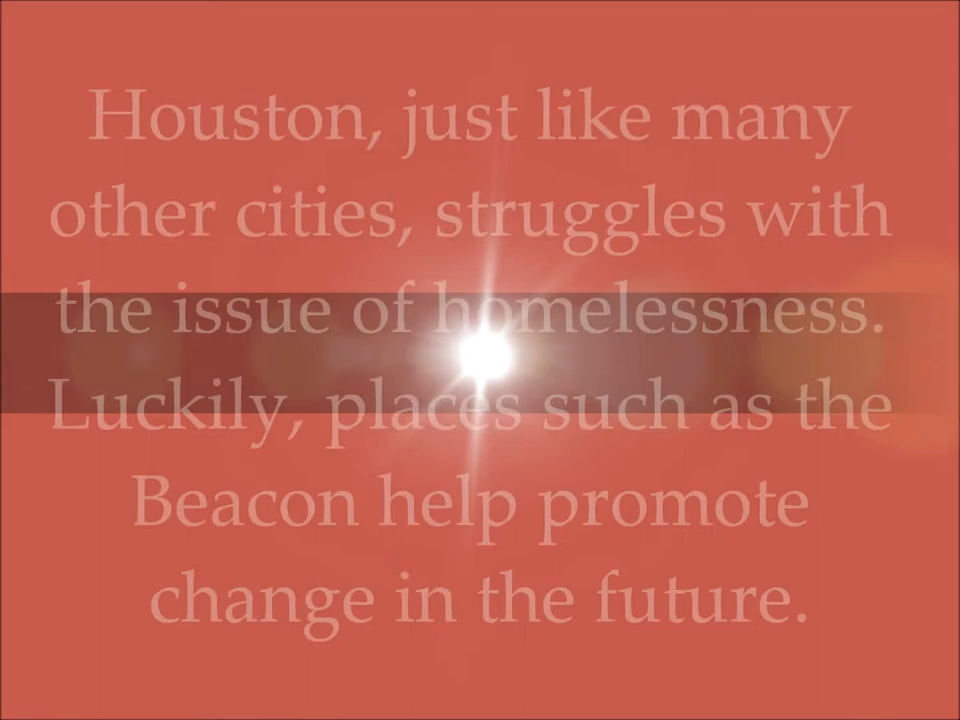 Houston, just like many
other cities, struggles with
the issue of homelessness.
Luckily, places such as the
Beacon help promote
change in the future.